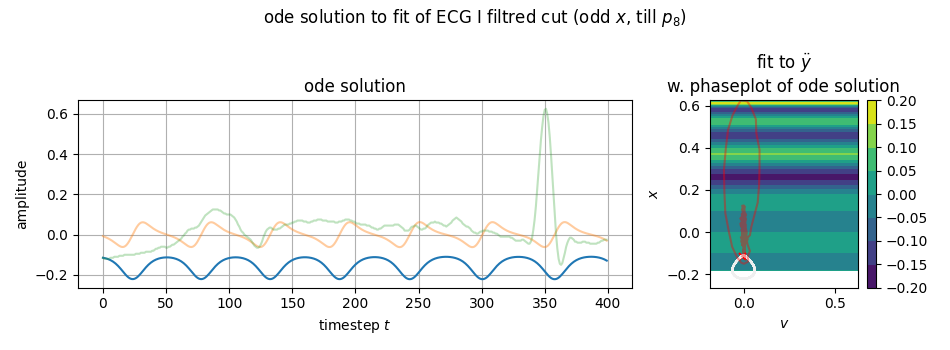 ode solution to fit of ECG I filtred cut (odd x, till p₈)
ode solution
amplitude
0.6
0.4
0.2
0.0
−0.2
0 50 100 150 200 250 300 350 400
timestep t
fit to ÿ
w. phaseplot of ode solution
x
0.6
0.4
0.2
0.0
−0.2
0.0 0.5
v
0.20
0.15
0.10
0.05
0.00
−0.05
−0.10
−0.15
−0.20